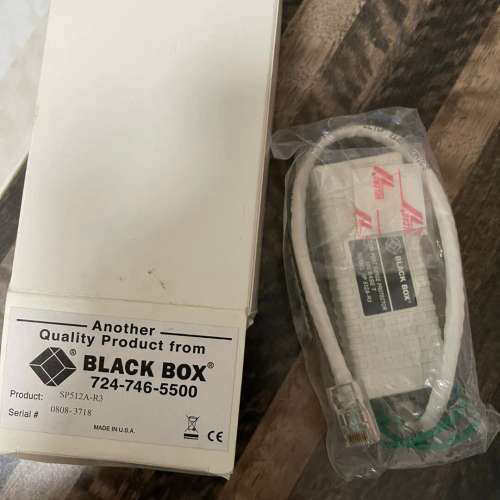 Another
Quality Product from
BLACK BOX®
724-746-5500
Product: SP512A-R3
Serial # 0808-3718
MADE IN U.S.A.
CE
BLACK BOX